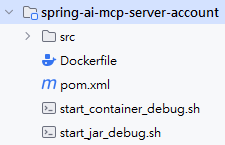 spring-ai-mcp-server-account
src
Dockerfile
pom.xml
start_container_debug.sh
start_jar_debug.sh